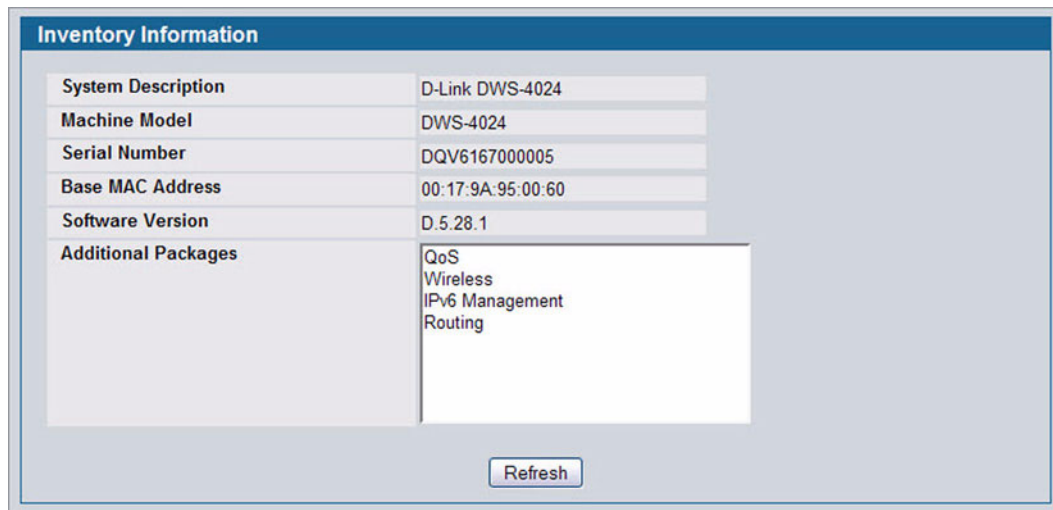 Inventory Information
System Description D-Link DWS-4024
Machine Model DWS-4024
Serial Number DQV6167000005
Base MAC Address 00:17:9A:95:00:60
Software Version D.5.28.1
Additional Packages QoS
Wireless
IPv6 Management
Routing
Refresh